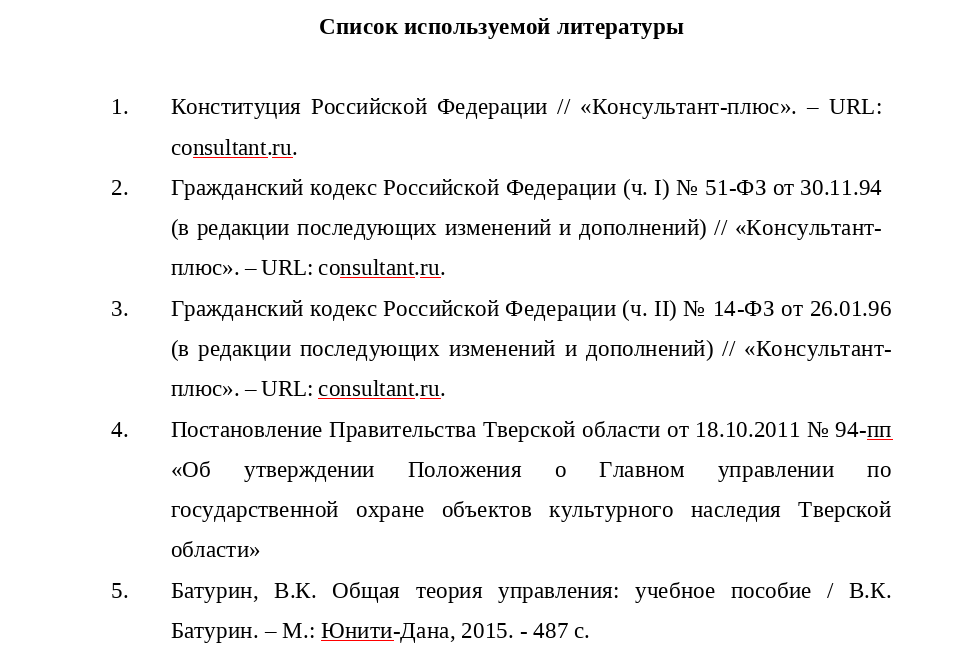 Список используемой литературы
1. Конституция Российской Федерации // «Консультант-плюс». – URL:
consultant.ru.
2. Гражданский кодекс Российской Федерации (ч. I) № 51-ФЗ от 30.11.94
(в редакции последующих изменений и дополнений) // «Консультант-
плюс». – URL: consultant.ru.
3. Гражданский кодекс Российской Федерации (ч. II) № 14-ФЗ от 26.01.96
(в редакции последующих изменений и дополнений) // «Консультант-
плюс». – URL: consultant.ru.
4. Постановление Правительства Тверской области от 18.10.2011 № 94-пп
«Об утверждении Положения о Главном управлении по
государственной охране объектов культурного наследия Тверской
области»
5. Батурин, В.К. Общая теория управления: учебное пособие / В.К.
Батурин. – М.: Юнити-Дана, 2015. - 487 с.